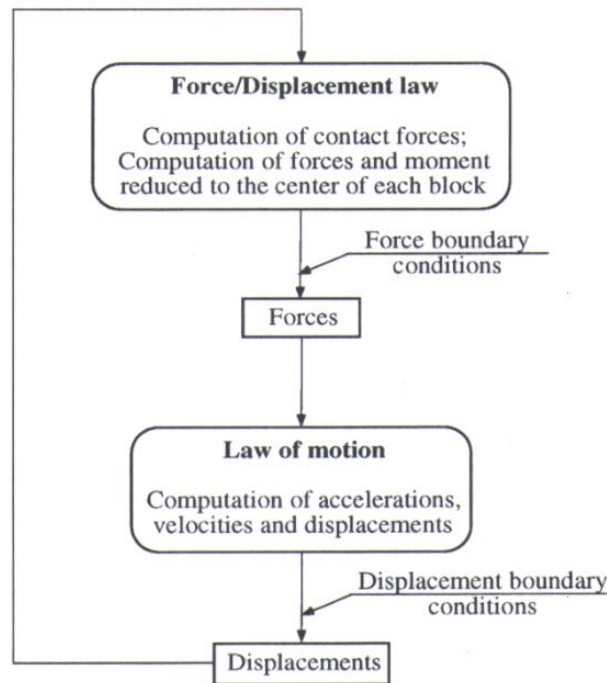 Force/Displacement law
Computation of contact forces;
Computation of forces and moment
reduced to the center of each block
Force boundary
conditions
Forces
Law of motion
Computation of accelerations,
velocities and displacements
Displacement boundary
conditions
Displacements